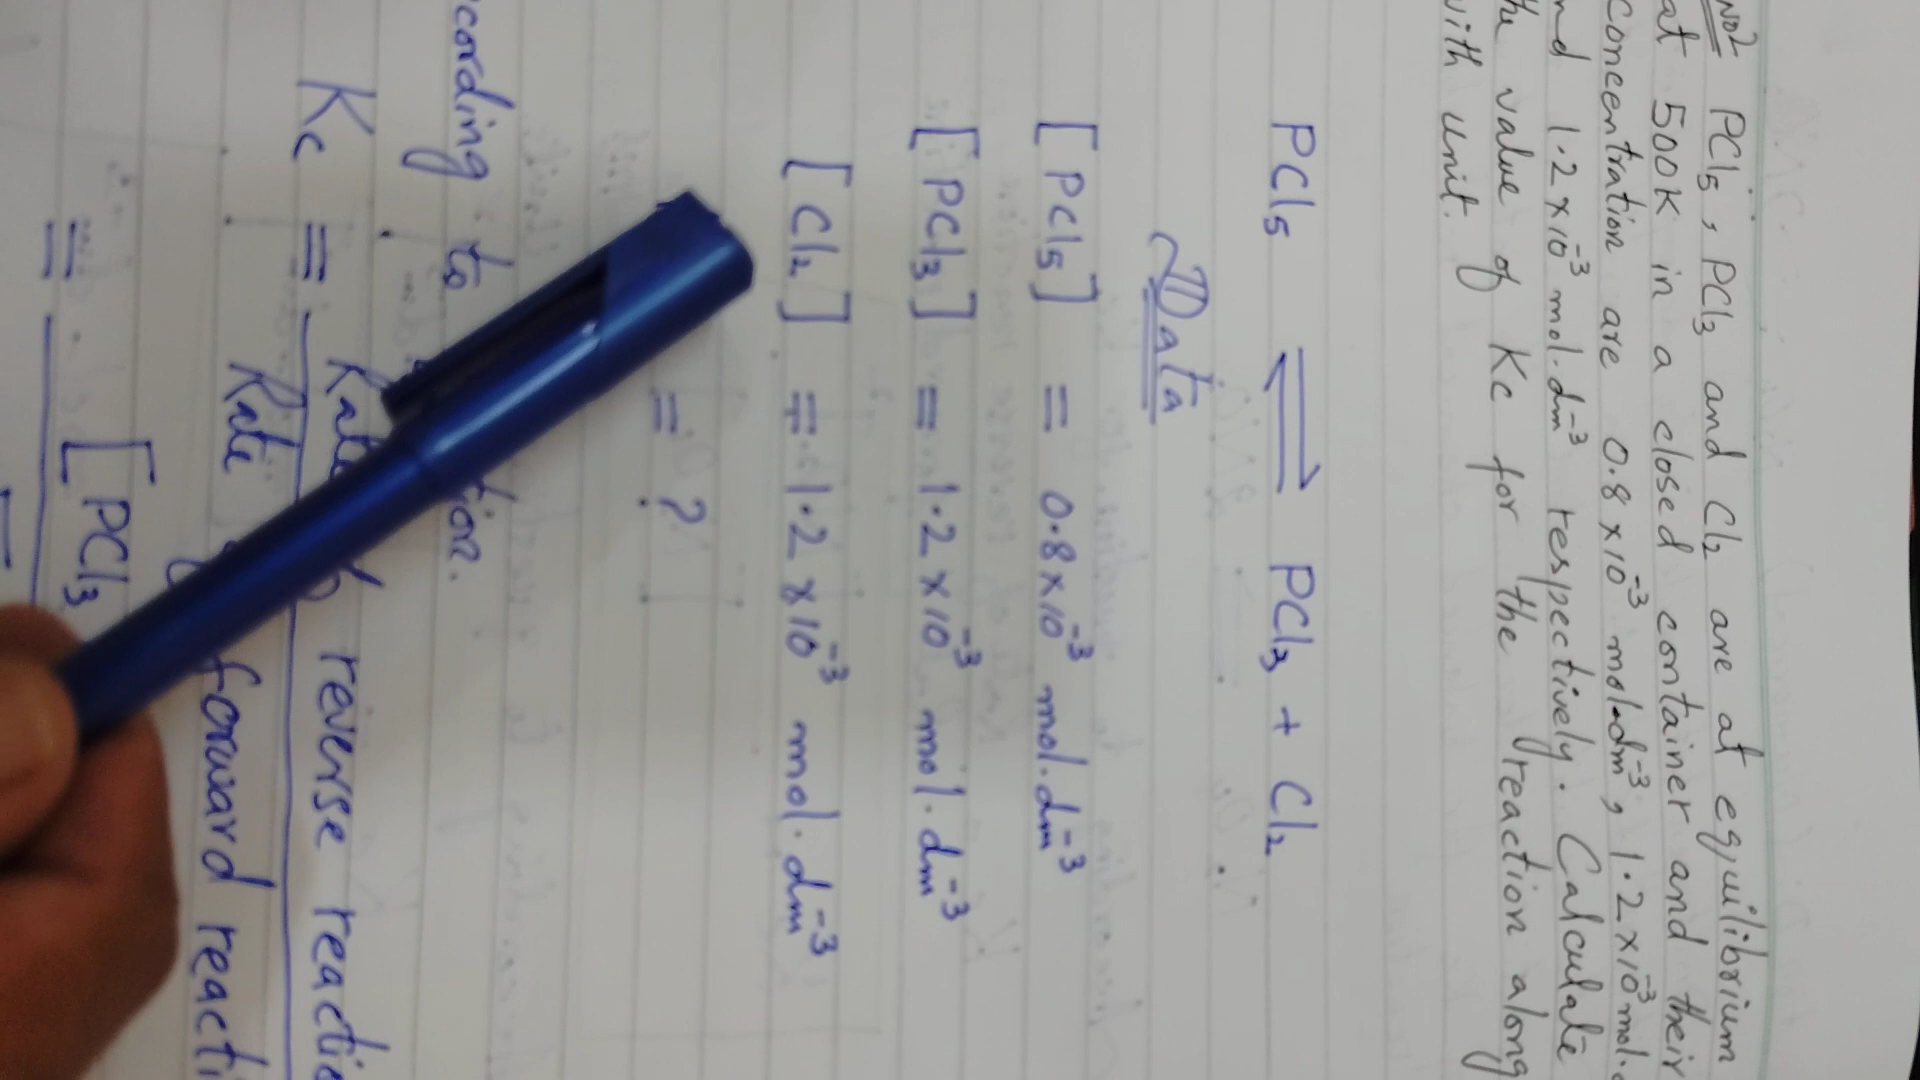 No2 PCl₅, PCl₃ and Cl₂ are at equilibrium
at 500K in a closed container and their
concentration are 0.8 x 10⁻³ mol.dm⁻³, 1.2 x 10⁻³ mol.
1.2 x 10⁻³ mol.dm⁻³ respectively. Calculate
the value of Kc for the reaction along
with unit.
PCl₅ ⇌ PCl₃ + Cl₂
Data
[PCl₅] = 0.8 x 10⁻³ mol.dm⁻³
[PCl₃] = 1.2 x 10⁻³ mol.dm⁻³
[Cl₂] = 1.2 x 10⁻³ mol.dm⁻³
= ?
to
Kc = reverse
Rate forward
= [PCl₃